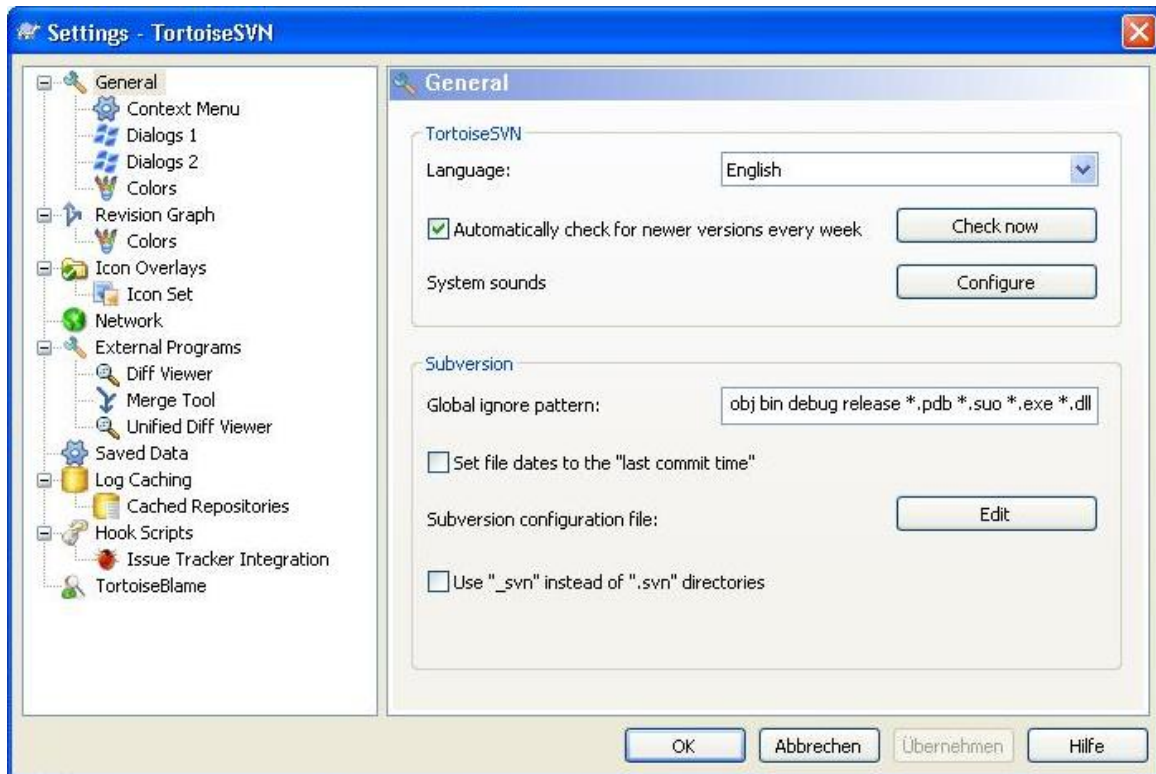 Settings - TortoiseSVN
General
Context Menu
Dialogs 1
Dialogs 2
Colors
Revision Graph
Colors
Icon Overlays
Icon Set
Network
External Programs
Diff Viewer
Merge Tool
Unified Diff Viewer
Saved Data
Log Caching
Cached Repositories
Hook Scripts
Issue Tracker Integration
TortoiseBlame
General
TortoiseSVN
Language: English
Automatically check for newer versions every week Check now
System sounds Configure
Subversion
Global ignore pattern: obj bin debug release *.pdb *.suo *.exe *.dll
Set file dates to the "last commit time"
Subversion configuration file: Edit
Use "_svn" instead of ".svn" directories
OK Abbrechen Übernehmen Hilfe